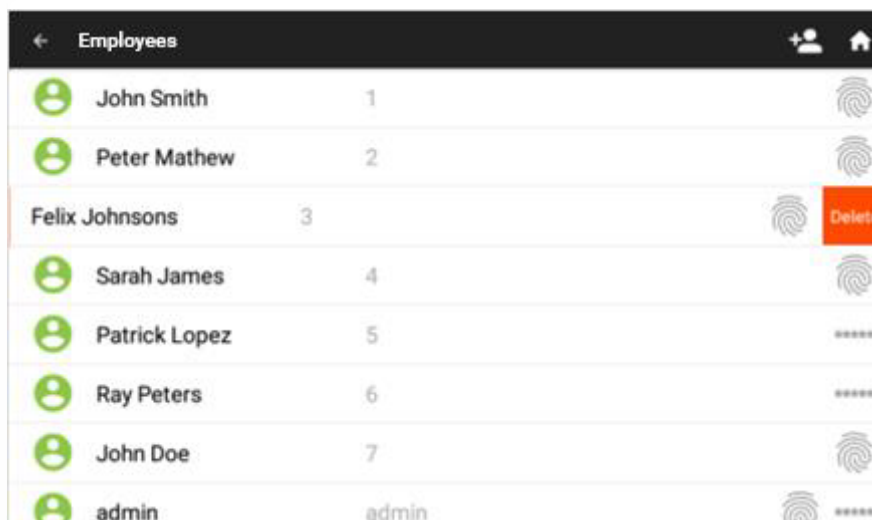 Employees
John Smith 1
Peter Mathew 2
Felix Johnsons 3 Delete
Sarah James 4
Patrick Lopez 5
Ray Peters 6
John Doe 7
admin admin